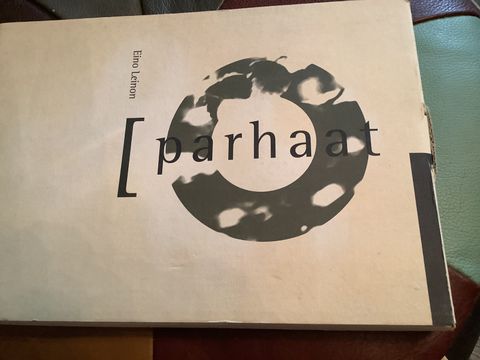 Eino Leinon
[ parhaat